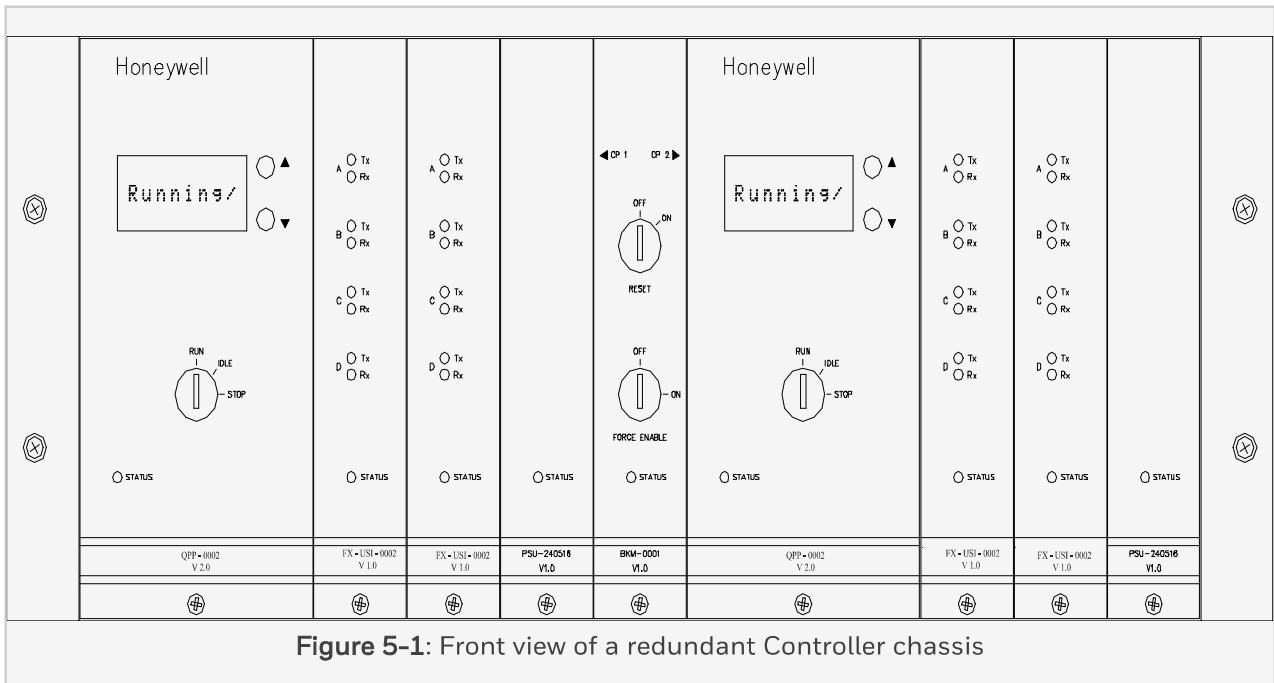 Honeywell
Running/
▲
▼
RUN
IDLE
STOP
STATUS
QPP-0002
V 2.0
A Tx
Rx
B Tx
Rx
C Tx
Rx
D Tx
Rx
STATUS
FX-USI-0002
V 1.0
A Tx
Rx
B Tx
Rx
C Tx
Rx
D Tx
Rx
STATUS
FX-USI-0002
V 1.0
STATUS
PSU-240516
V1.0
◀ CP 1 CP 2 ▶
OFF
ON
RESET
OFF
ON
FORCE ENABLE
STATUS
BKM-0001
V1.0
Honeywell
Running/
▲
▼
RUN
IDLE
STOP
STATUS
QPP-0002
V 2.0
A Tx
Rx
B Tx
Rx
C Tx
Rx
D Tx
Rx
STATUS
FX-USI-0002
V 1.0
A Tx
Rx
B Tx
Rx
C Tx
Rx
D Tx
Rx
STATUS
FX-USI-0002
V 1.0
STATUS
PSU-240516
V1.0
Figure 5-1: Front view of a redundant Controller chassis